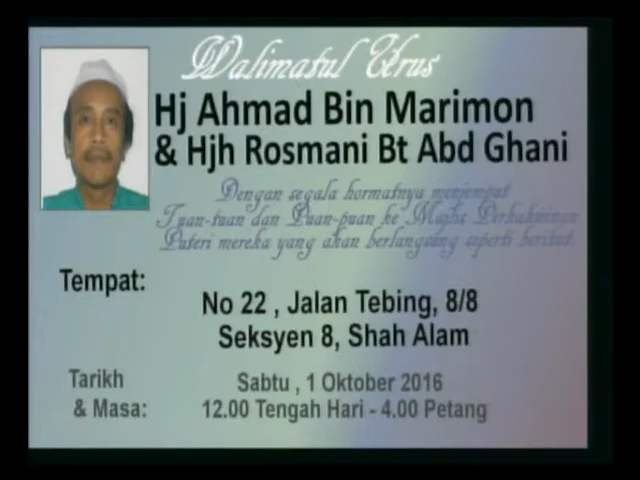 Walimatul Urus
Hj Ahmad Bin Marimon
& Hjh Rosmani Bt Abd Ghani
Dengan segala hormatnya menjemput
Tuan-tuan dan Puan-puan ke Majlis Perkahwinan
Puteri mereka yang akan berlangsung seperti berikut.
Tempat:
No 22 , Jalan Tebing, 8/8
Seksyen 8, Shah Alam
Tarikh
& Masa:
Sabtu , 1 Oktober 2016
12.00 Tengah Hari - 4.00 Petang